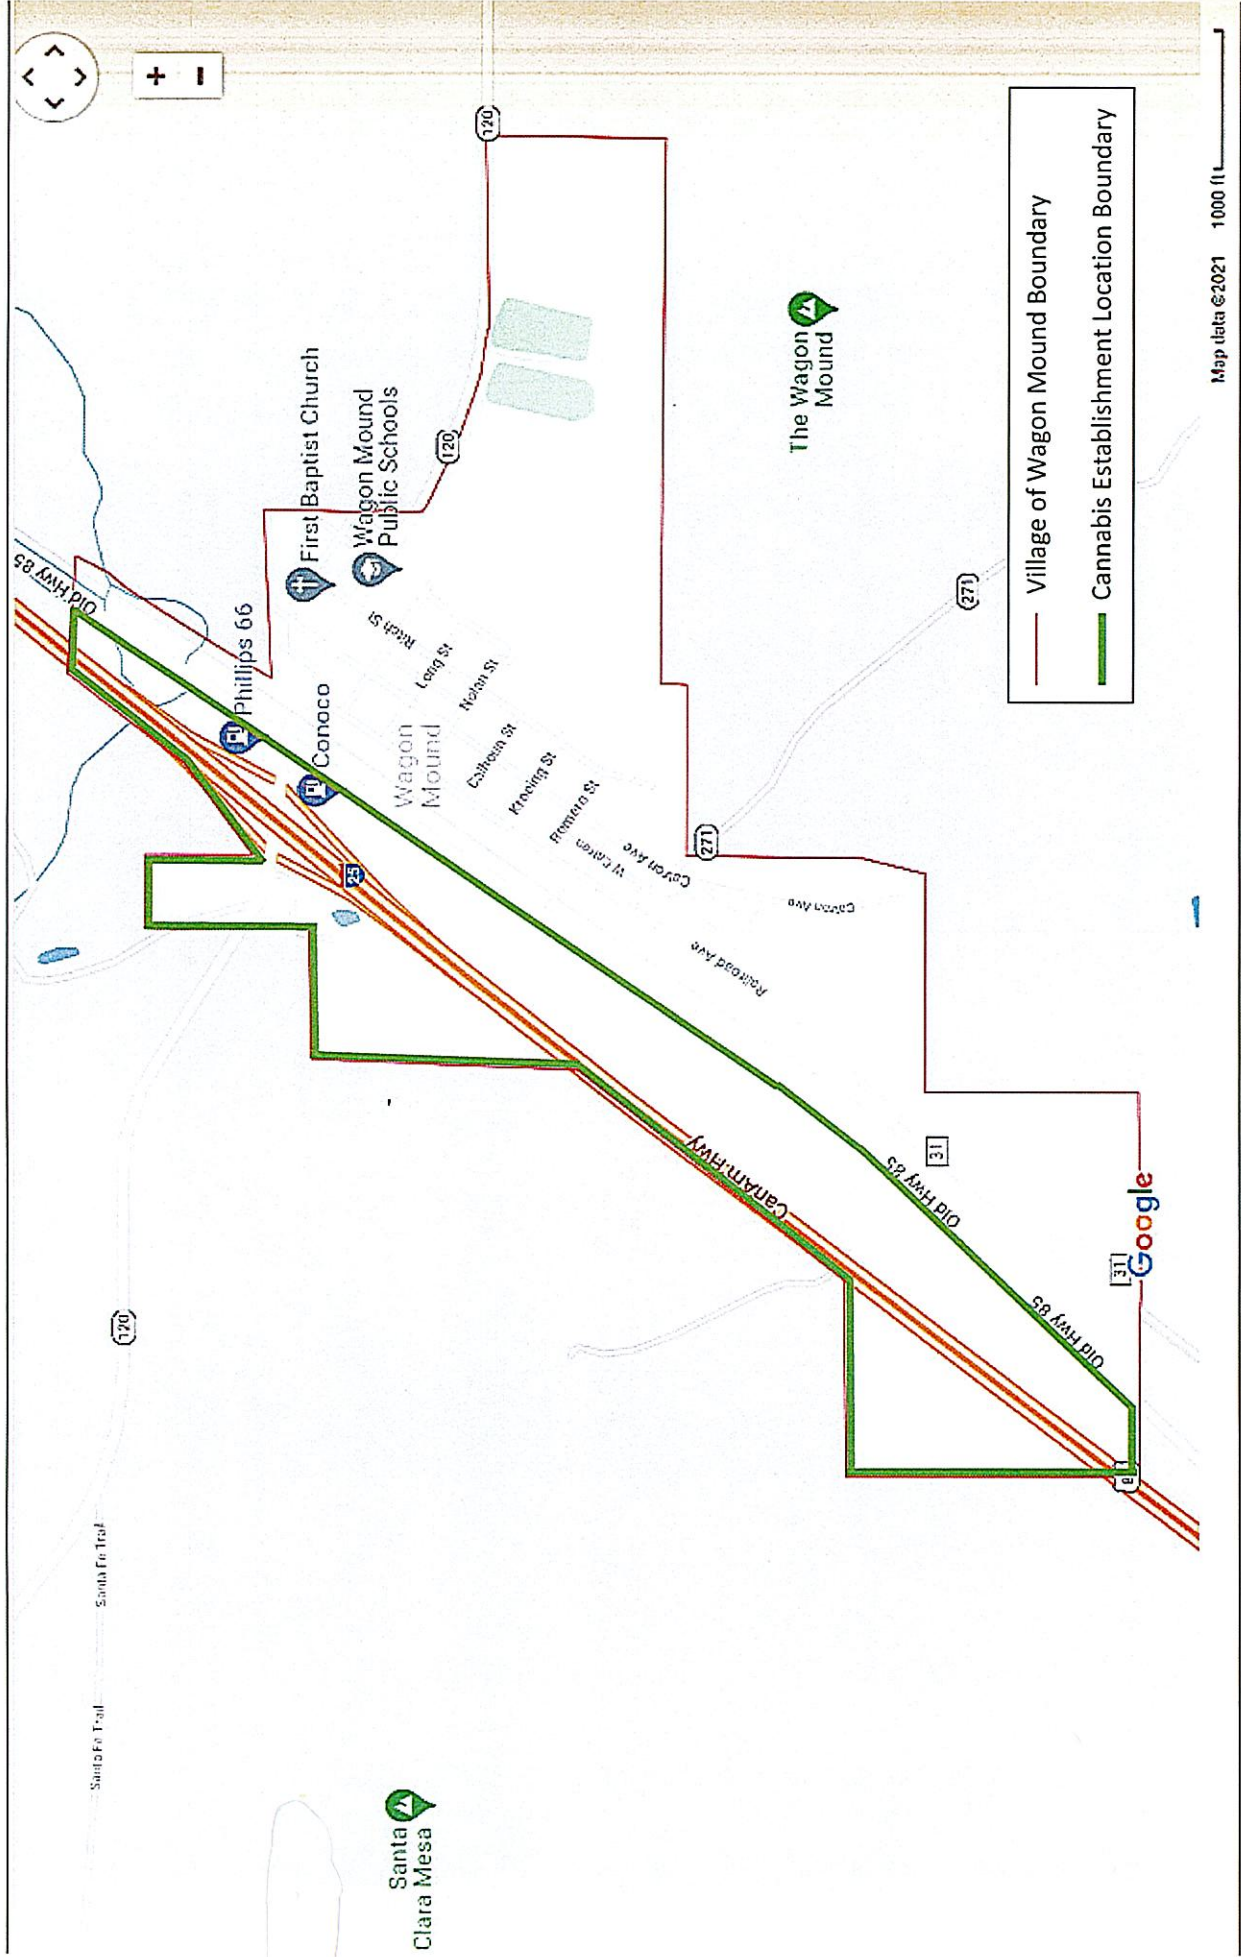 +
−
Old Hwy 85
Old Hwy 85
Phillips 66
Conoco
First Baptist Church
Wagon Mound
Public Schools
120
120
Ritch St
Long St
Nolan St
Wagon
Mound
Calhoun St
Kroenig St
Romero St
W Catron
Catron Ave
Catron Ave
Railroad Ave
25
The Wagon
Mound
271
271
120
Santa Fe Trail
Santa Fe Trail
CanAm Hwy
31
Old Hwy 85
Old Hwy 85
31
Google
Santa
Clara Mesa
Village of Wagon Mound Boundary
Cannabis Establishment Location Boundary
Map data ©2021
1000 ft